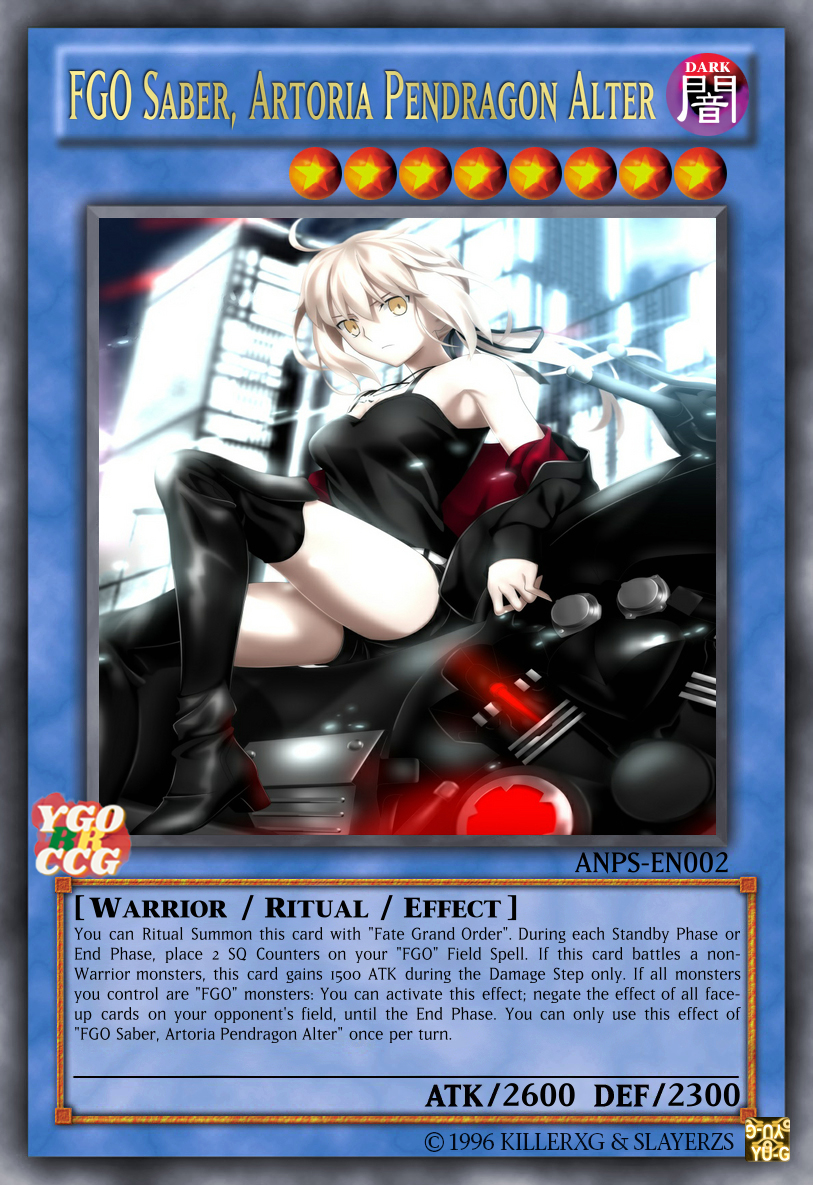 FGO Saber, Artoria Pendragon Alter
DARK
闇
YGO
RR
CCG
ANPS-EN002
[ Warrior / Ritual / Effect ]
You can Ritual Summon this card with "Fate Grand Order". During each Standby Phase or
End Phase, place 2 SQ Counters on your "FGO" Field Spell. If this card battles a non-
Warrior monsters, this card gains 1500 ATK during the Damage Step only. If all monsters
you control are "FGO" monsters: You can activate this effect; negate the effect of all face-
up cards on your opponent's field, until the End Phase. You can only use this effect of
"FGO Saber, Artoria Pendragon Alter" once per turn.
ATK/2600 DEF/2300
© 1996 KILLERXG & SLAYERZS